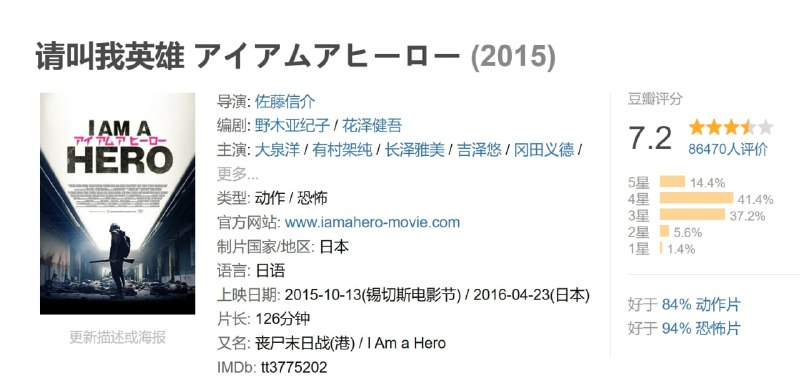 请叫我英雄 アイアムアヒーロー (2015)
I AM A
アイアムアヒーロー
HERO
更新描述或海报
导演: 佐藤信介
编剧: 野木亚纪子 / 花泽健吾
主演: 大泉洋 / 有村架纯 / 长泽雅美 / 吉泽悠 / 冈田义德 /
更多...
类型: 动作 / 恐怖
官方网站: www.iamahero-movie.com
制片国家/地区: 日本
语言: 日语
上映日期: 2015-10-13(锡切斯电影节) / 2016-04-23(日本)
片长: 126分钟
又名: 丧尸末日战(港) / I Am a Hero
IMDb: tt3775202
豆瓣评分
7.2
86470人评价
5星 14.4%
4星 41.4%
3星 37.2%
2星 5.6%
1星 1.4%
好于 84% 动作片
好于 94% 恐怖片